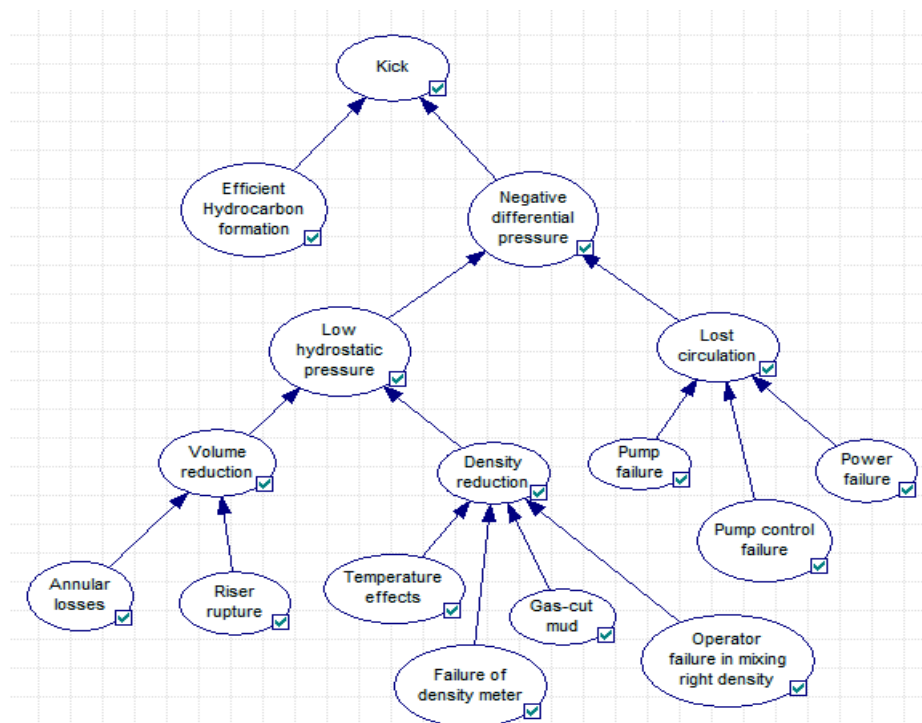 Kick
Efficient
Hydrocarbon
formation
Negative
differential
pressure
Low
hydrostatic
pressure
Lost
circulation
Volume
reduction
Density
reduction
Pump
failure
Power
failure
Pump control
failure
Annular
losses
Riser
rupture
Temperature
effects
Gas-cut
mud
Failure of
density meter
Operator
failure in mixing
right density